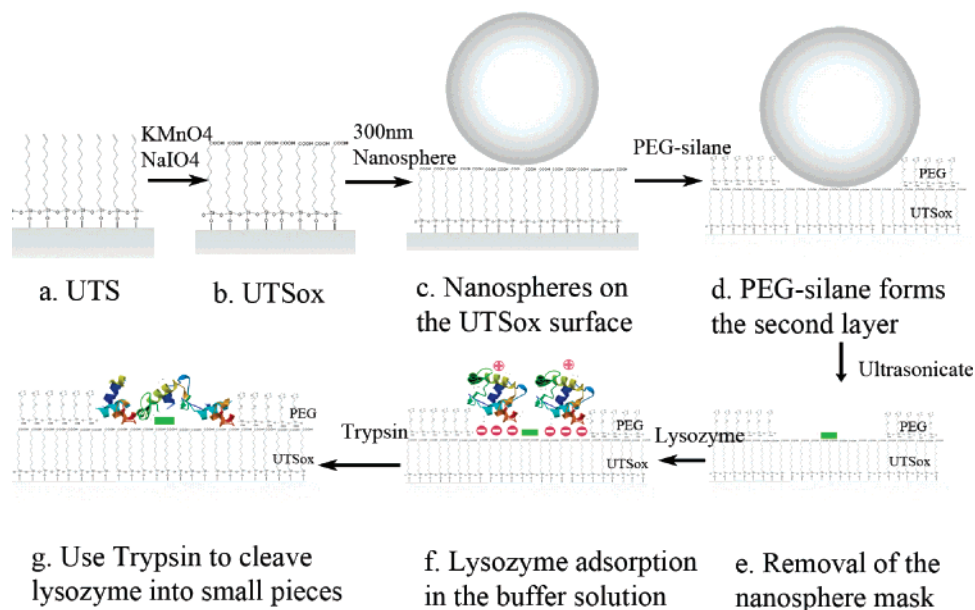 KMnO4
NaIO4
300nm
Nanosphere
PEG-silane
PEG
UTSox
a. UTS
b. UTSox
c. Nanospheres on
the UTSox surface
d. PEG-silane forms
the second layer
Ultrasonicate
PEG
UTSox
Trypsin
PEG
UTSox
Lysozyme
PEG
UTSox
g. Use Trypsin to cleave
lysozyme into small pieces
f. Lysozyme adsorption
in the buffer solution
e. Removal of the
nanosphere mask